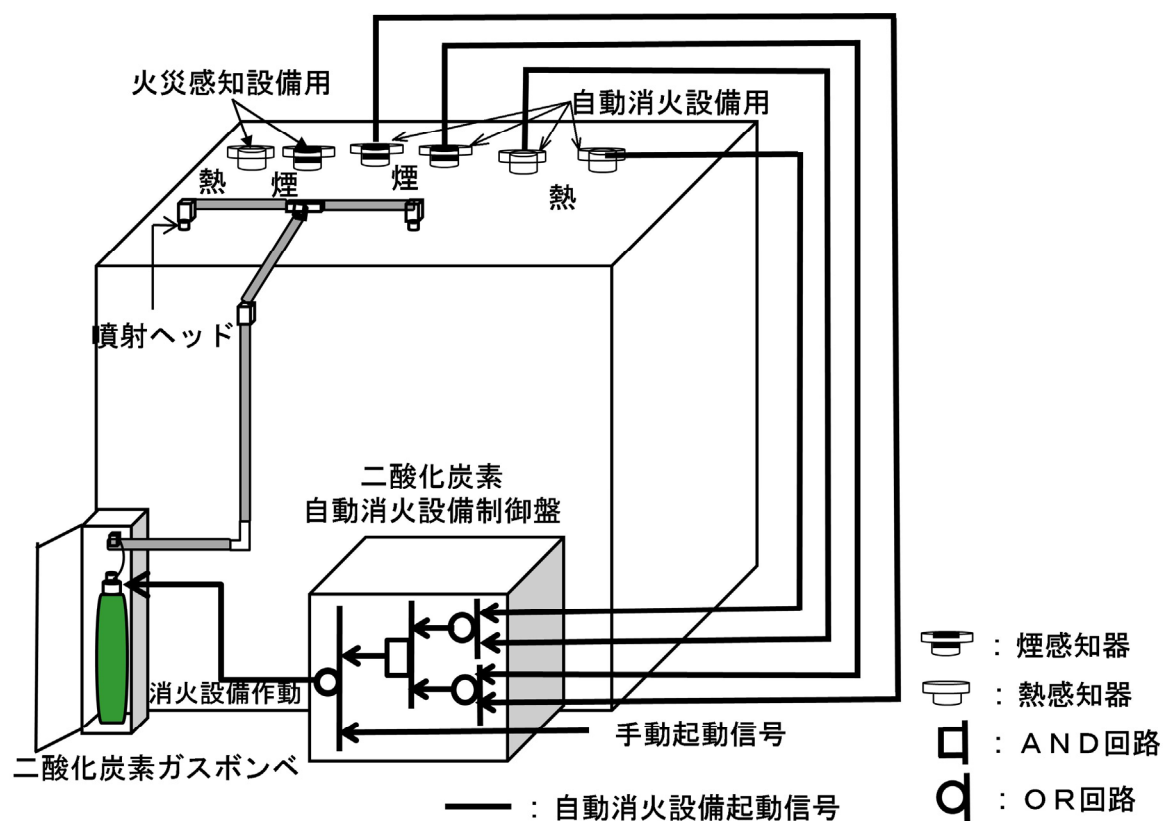 火災感知設備用
自動消火設備用
熱
煙
煙
熱
噴射ヘッド
二酸化炭素
自動消火設備制御盤
消火設備作動
手動起動信号
二酸化炭素ガスボンベ
：自動消火設備起動信号
：煙感知器
：熱感知器
：ＡＮＤ回路
：ＯＲ回路